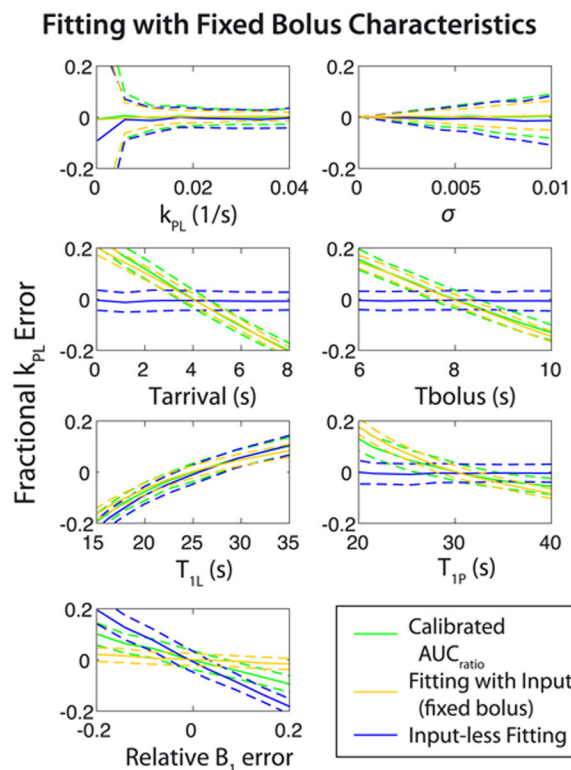 Fitting with Fixed Bolus Characteristics
Fractional kPL Error
0.2
0
-0.2
0 0.02 0.04
kPL (1/s)
0.2
0
-0.2
0 0.005 0.01
σ
0.2
0
-0.2
0 2 4 6 8
Tarrival (s)
0.2
0
-0.2
6 8 10
Tbolus (s)
0.2
0
-0.2
15 20 25 30 35
T1L (s)
0.2
0
-0.2
20 30 40
T1P (s)
0.2
0
-0.2
-0.2 0 0.2
Relative B1 error
Calibrated
AUCratio
Fitting with Input
(fixed bolus)
Input-less Fitting